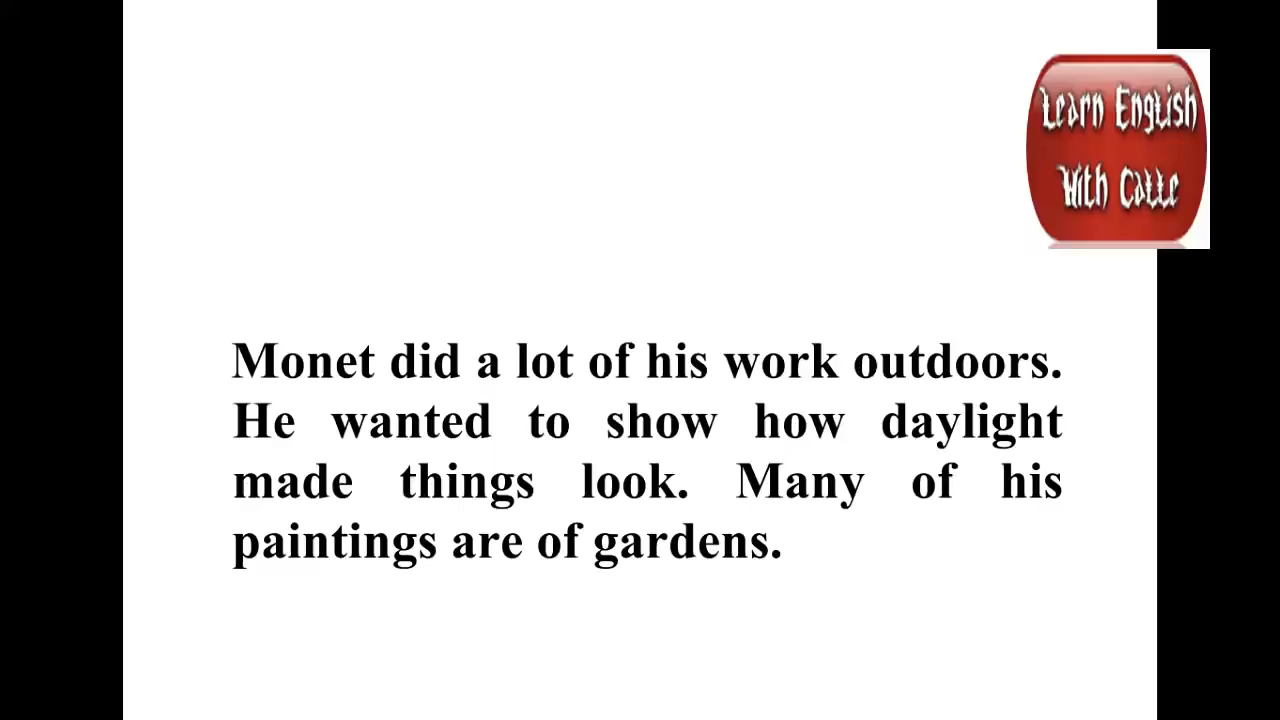 Learn English
With Catte
Monet did a lot of his work outdoors.
He wanted to show how daylight
made things look. Many of his
paintings are of gardens.